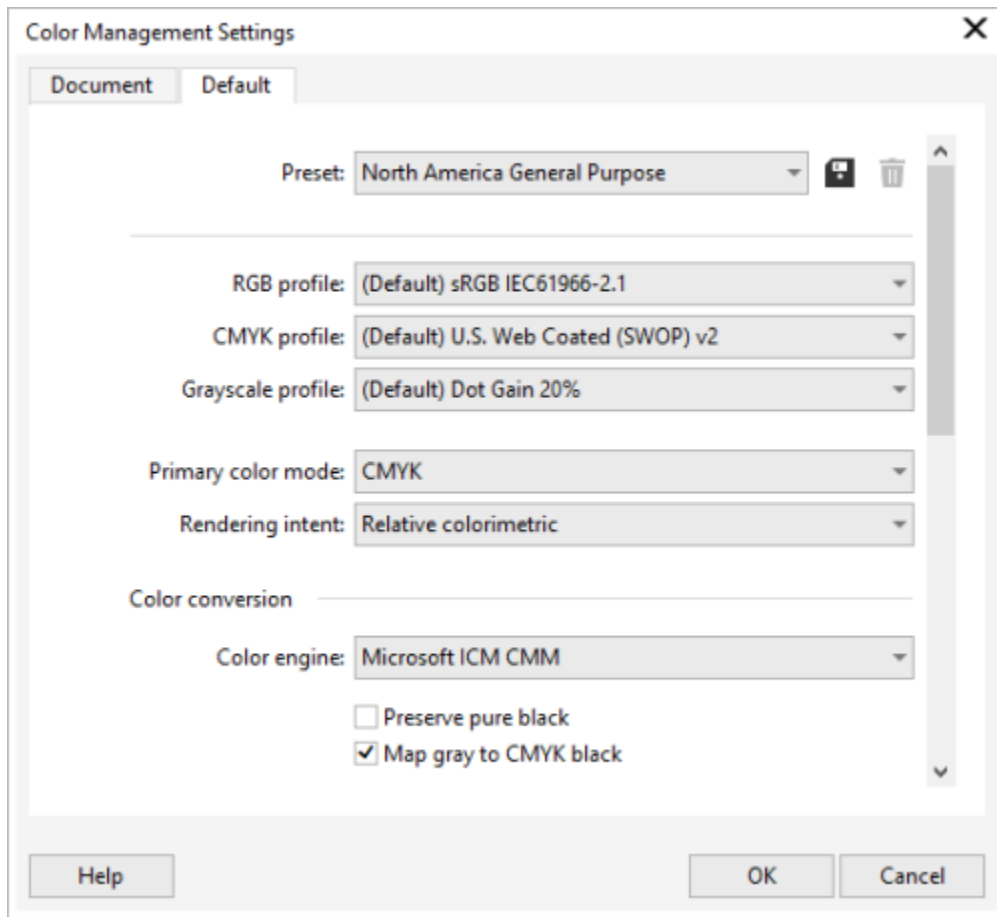 Color Management Settings
Document Default
Preset: North America General Purpose
RGB profile: (Default) sRGB IEC61966-2.1
CMYK profile: (Default) U.S. Web Coated (SWOP) v2
Grayscale profile: (Default) Dot Gain 20%
Primary color mode: CMYK
Rendering intent: Relative colorimetric
Color conversion
Color engine: Microsoft ICM CMM
Preserve pure black
Map gray to CMYK black
Help OK Cancel